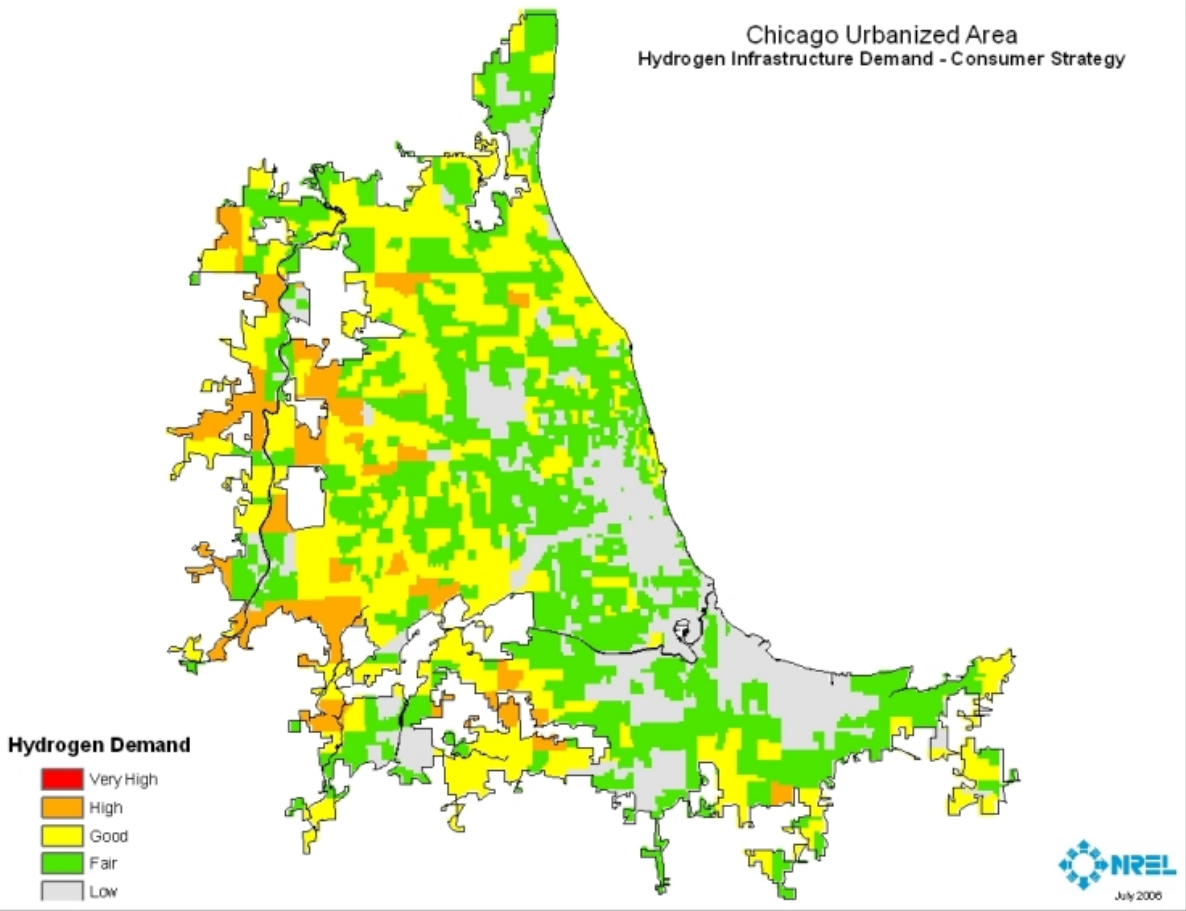 Chicago Urbanized Area
Hydrogen Infrastructure Demand - Consumer Strategy
Hydrogen Demand
Very High
High
Good
Fair
Low
NREL
July 2006